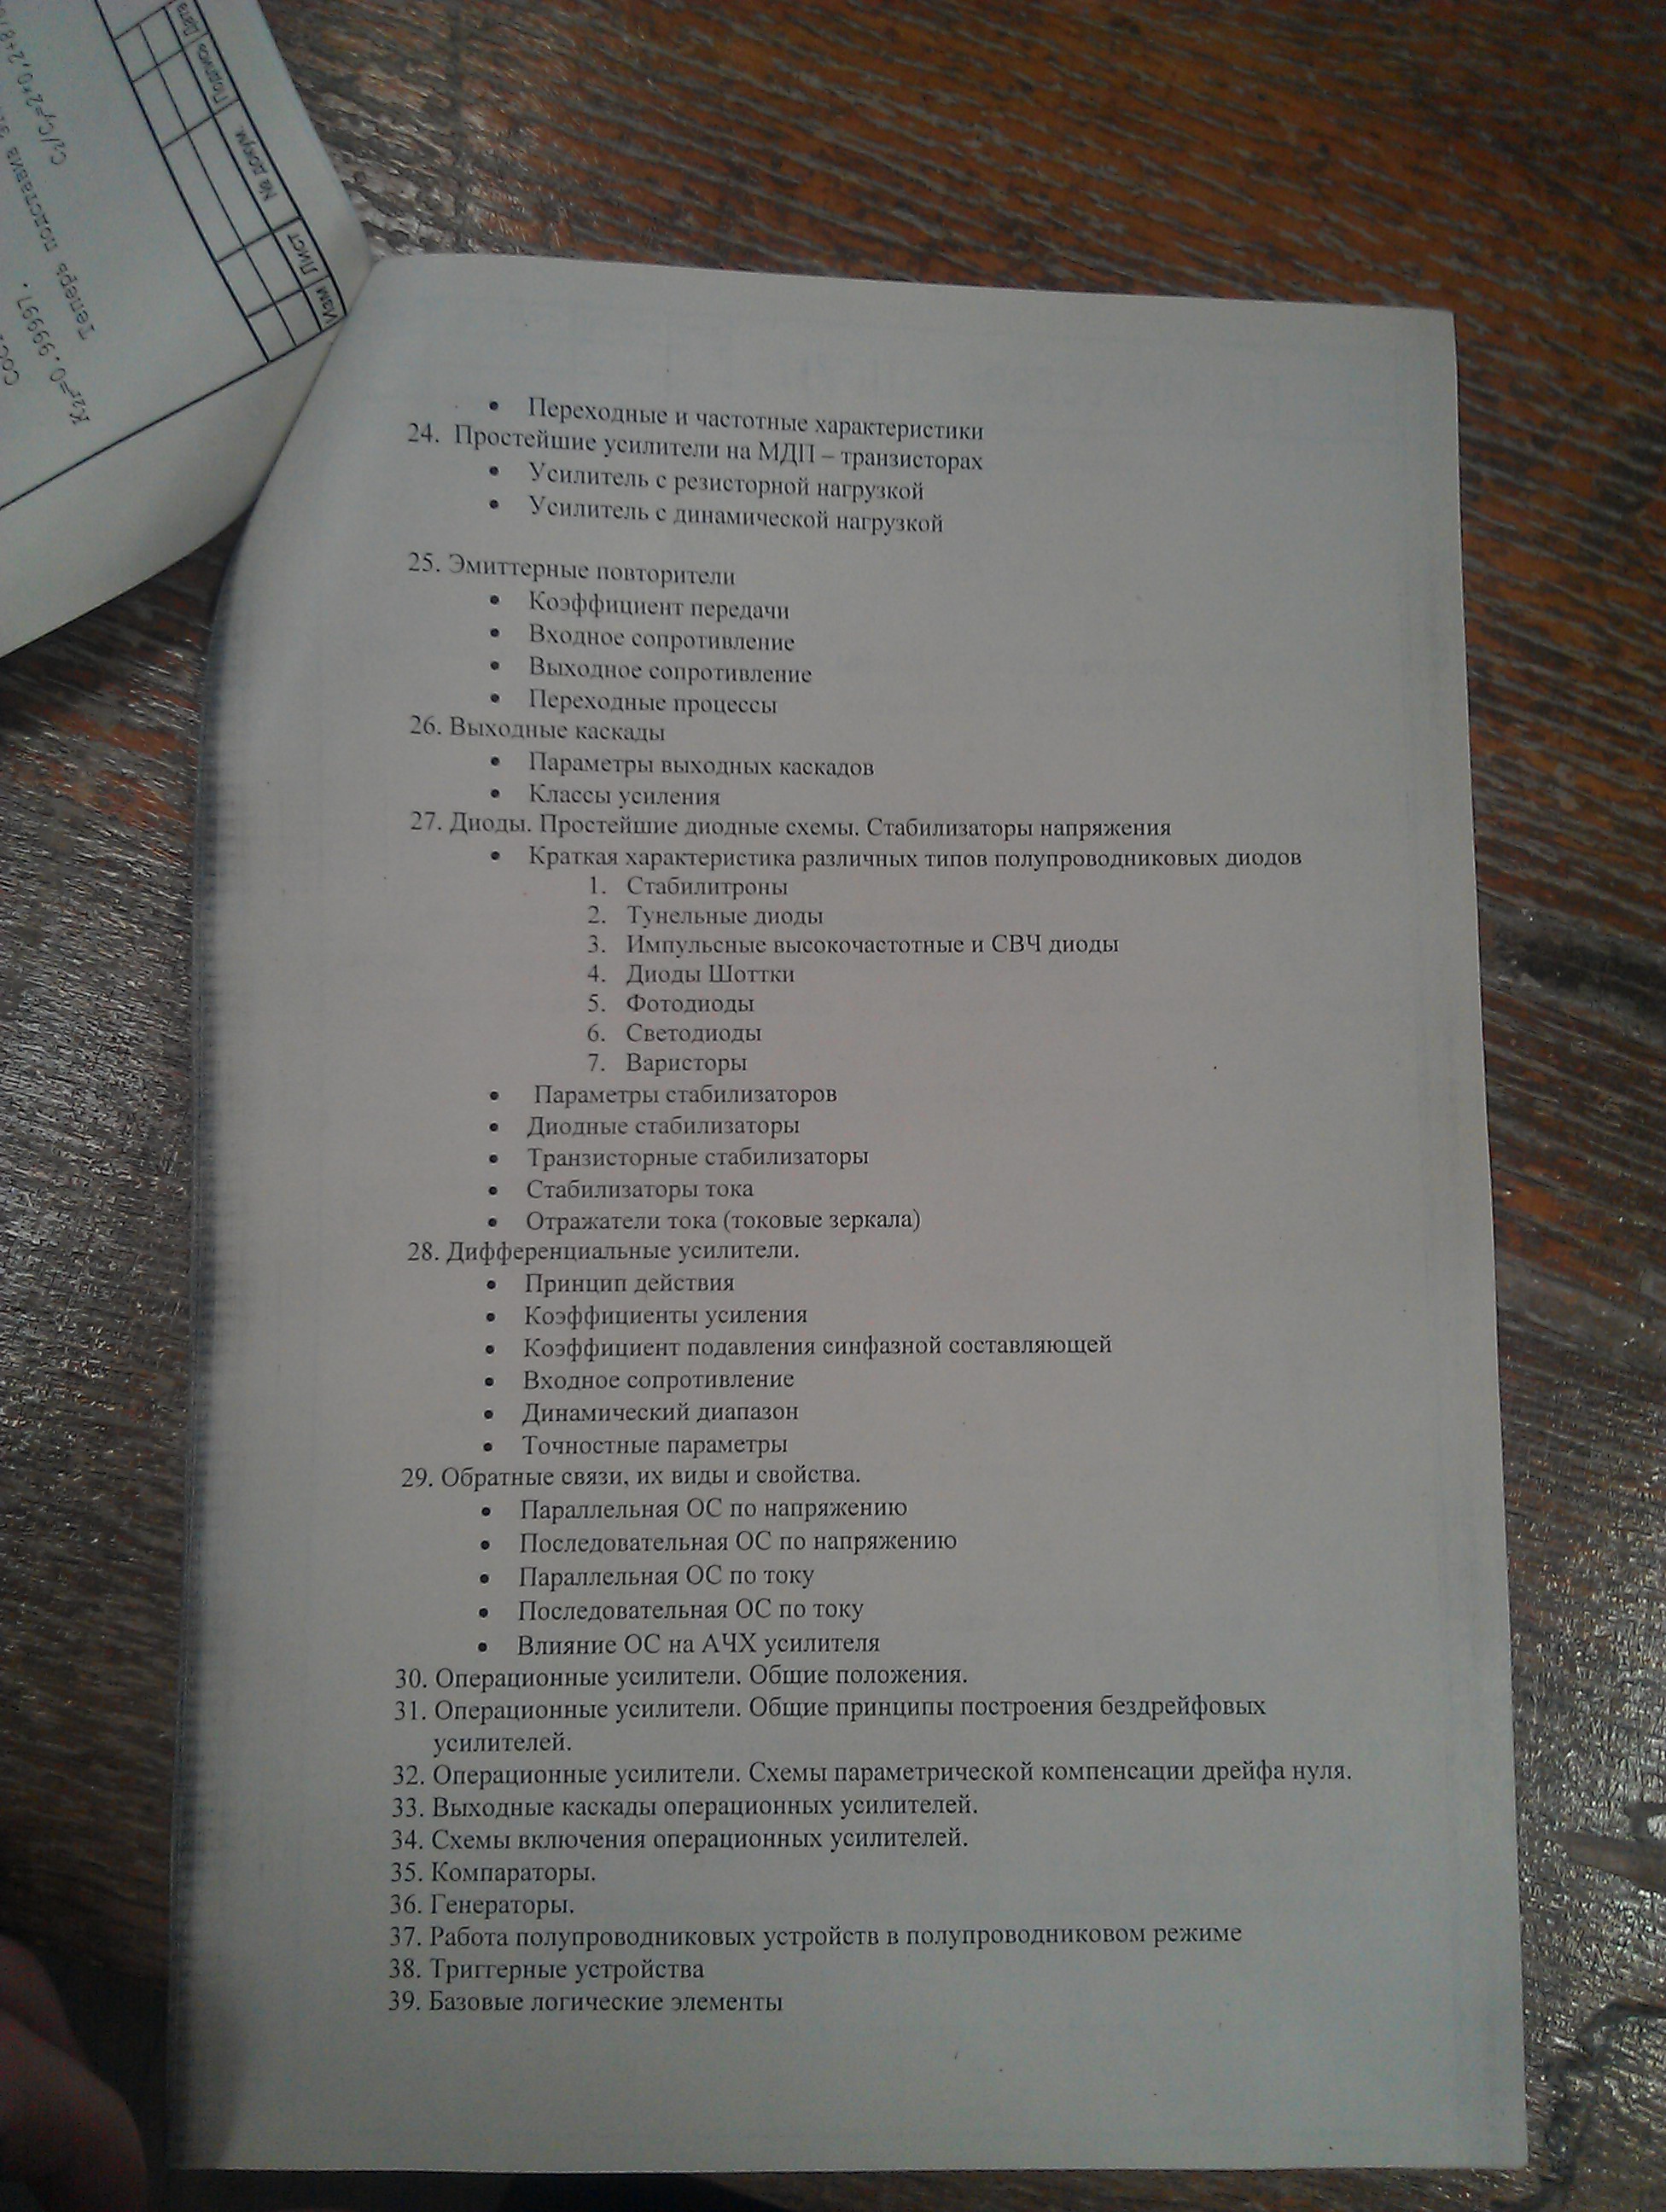 Изм
Лист
№ докум.
Подпись
Дата
C₂/C₁=2+0,2+8
Теперь подставив
K₂ᵣ=0,99997.
• Переходные и частотные характеристики
24. Простейшие усилители на МДП – транзисторах
• Усилитель с резисторной нагрузкой
• Усилитель с динамической нагрузкой
25. Эмиттерные повторители
• Коэффициент передачи
• Входное сопротивление
• Выходное сопротивление
• Переходные процессы
26. Выходные каскады
• Параметры выходных каскадов
• Классы усиления
27. Диоды. Простейшие диодные схемы. Стабилизаторы напряжения
• Краткая характеристика различных типов полупроводниковых диодов
1. Стабилитроны
2. Тунельные диоды
3. Импульсные высокочастотные и СВЧ диоды
4. Диоды Шоттки
5. Фотодиоды
6. Светодиоды
7. Варисторы
• Параметры стабилизаторов
• Диодные стабилизаторы
• Транзисторные стабилизаторы
• Стабилизаторы тока
• Отражатели тока (токовые зеркала)
28. Дифференциальные усилители.
• Принцип действия
• Коэффициенты усиления
• Коэффициент подавления синфазной составляющей
• Входное сопротивление
• Динамический диапазон
• Точностные параметры
29. Обратные связи, их виды и свойства.
• Параллельная ОС по напряжению
• Последовательная ОС по напряжению
• Параллельная ОС по току
• Последовательная ОС по току
• Влияние ОС на АЧХ усилителя
30. Операционные усилители. Общие положения.
31. Операционные усилители. Общие принципы построения бездрейфовых
усилителей.
32. Операционные усилители. Схемы параметрической компенсации дрейфа нуля.
33. Выходные каскады операционных усилителей.
34. Схемы включения операционных усилителей.
35. Компараторы.
36. Генераторы.
37. Работа полупроводниковых устройств в полупроводниковом режиме
38. Триггерные устройства
39. Базовые логические элементы